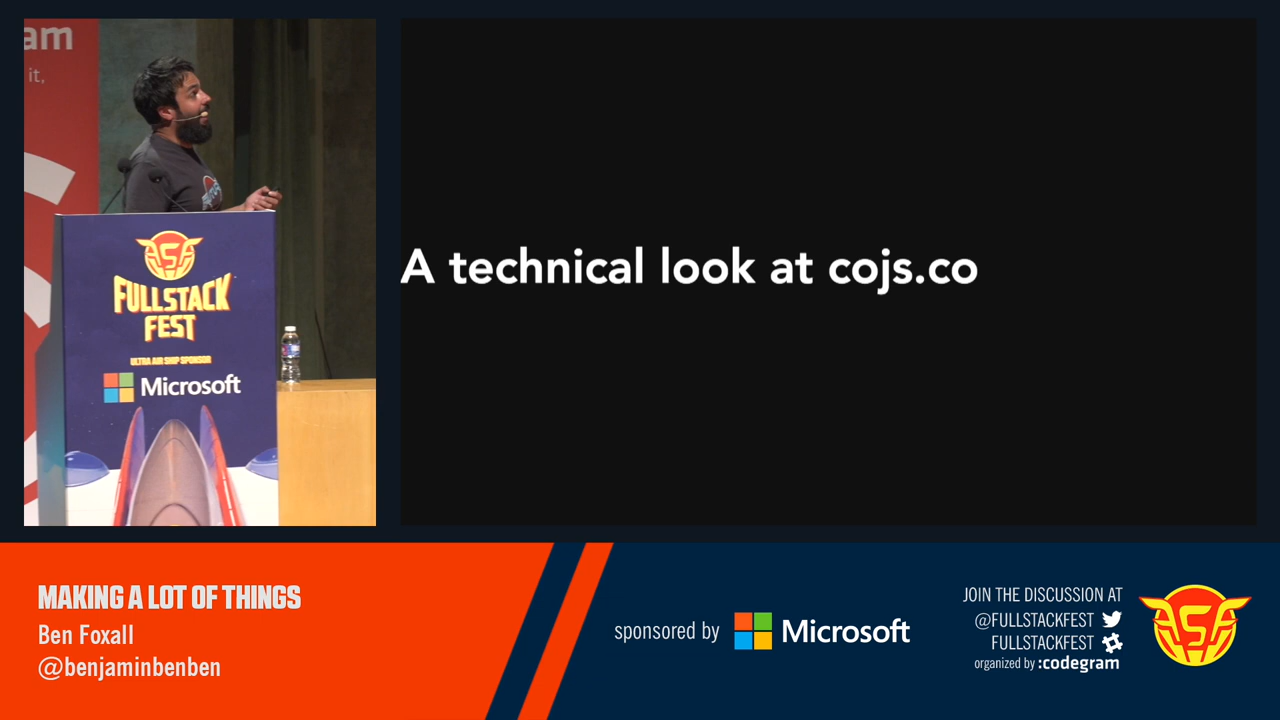 am
it,
FULLSTACK
FEST
ULTRA AIR SHIP SPONSOR
Microsoft
A technical look at cojs.co
MAKING A LOT OF THINGS
Ben Foxall
@benjaminbenben
sponsored by Microsoft
JOIN THE DISCUSSION AT
@FULLSTACKFEST
FULLSTACKFEST
organized by :codegram